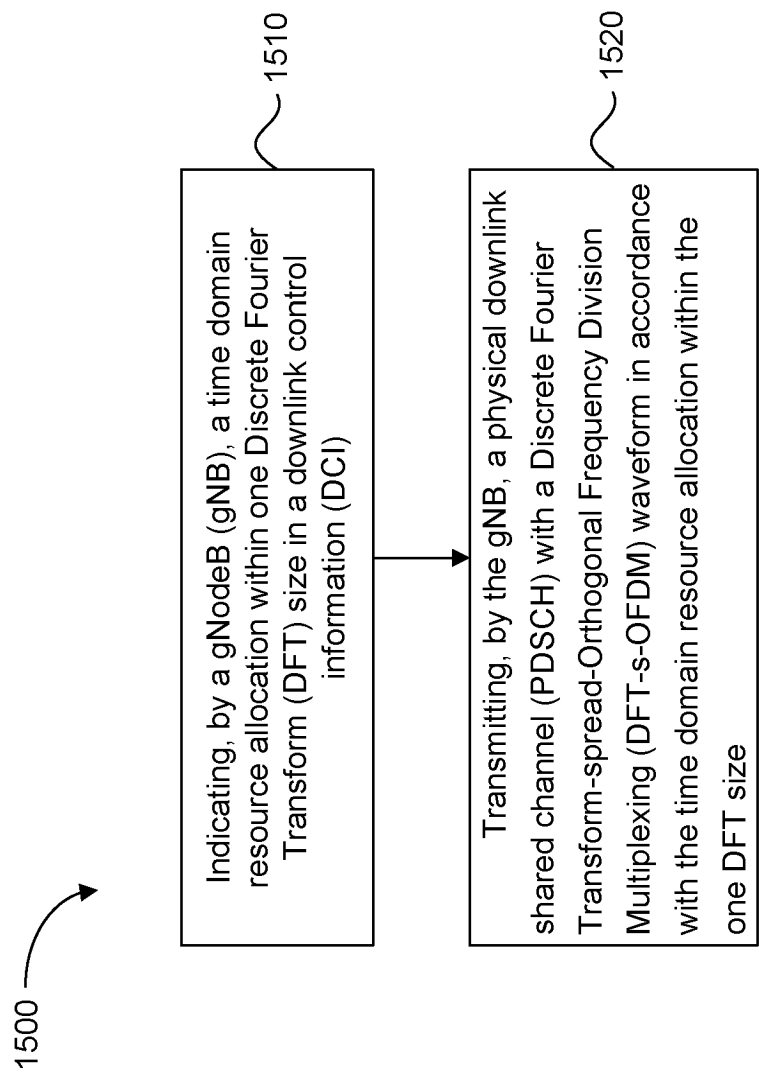 1500
Indicating, by a gNodeB (gNB), a time domain
resource allocation within one Discrete Fourier
Transform (DFT) size in a downlink control
information (DCI)
1510
Transmitting, by the gNB, a physical downlink
shared channel (PDSCH) with a Discrete Fourier
Transform-spread-Orthogonal Frequency Division
Multiplexing (DFT-s-OFDM) waveform in accordance
with the time domain resource allocation within the
one DFT size
1520